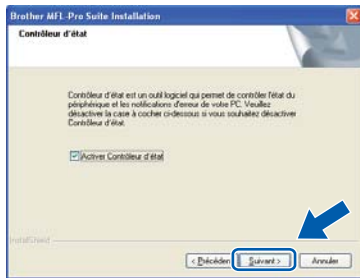 Brother MFL-Pro Suite Installation
Contrôleur d'état
Contrôleur d'état est un outil logiciel qui permet de contrôler l'état du
périphérique et les notifications d'erreur de votre PC. Veuillez
désactiver la case à cocher ci-dessous si vous souhaitez désactiver
Contrôleur d'état.
Activer Contrôleur d'état
InstallShield
< Précédent Suivant > Annuler